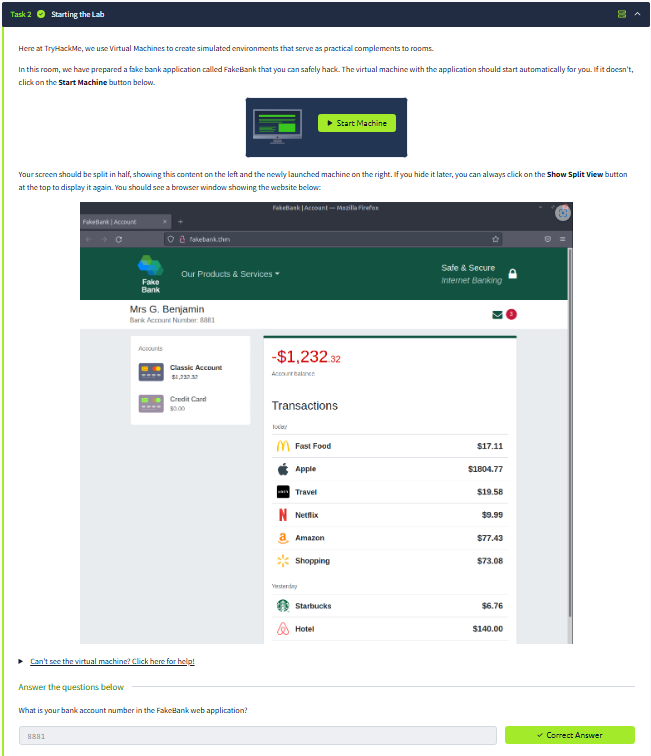 Task 2 Starting the Lab
Here at TryHackMe, we use Virtual Machines to create simulated environments that serve as practical complements to rooms.
In this room, we have prepared a fake bank application called FakeBank that you can safely hack. The virtual machine with the application should start automatically for you. If it doesn't,
click on the Start Machine button below.
Start Machine
Your screen should be split in half, showing this content on the left and the newly launched machine on the right. If you hide it later, you can always click on the Show Split View button
at the top to display it again. You should see a browser window showing the website below:
FakeBank | Account — Mozilla Firefox
FakeBank | Account
fakebank.thm
Fake
Bank
Our Products & Services
Safe & Secure
Internet Banking
Mrs G. Benjamin
Bank Account Number: 8881
3
Accounts
Classic Account
$1,232.32
Credit Card
$0.00
-$1,232.32
Account balance
Transactions
Today
Fast Food $17.11
Apple $1804.77
Travel $19.58
Netflix $9.99
Amazon $77.43
Shopping $73.08
Yesterday
Starbucks $6.76
Hotel $140.00
Can't see the virtual machine? Click here for help!
Answer the questions below
What is your bank account number in the FakeBank web application?
8881
Correct Answer